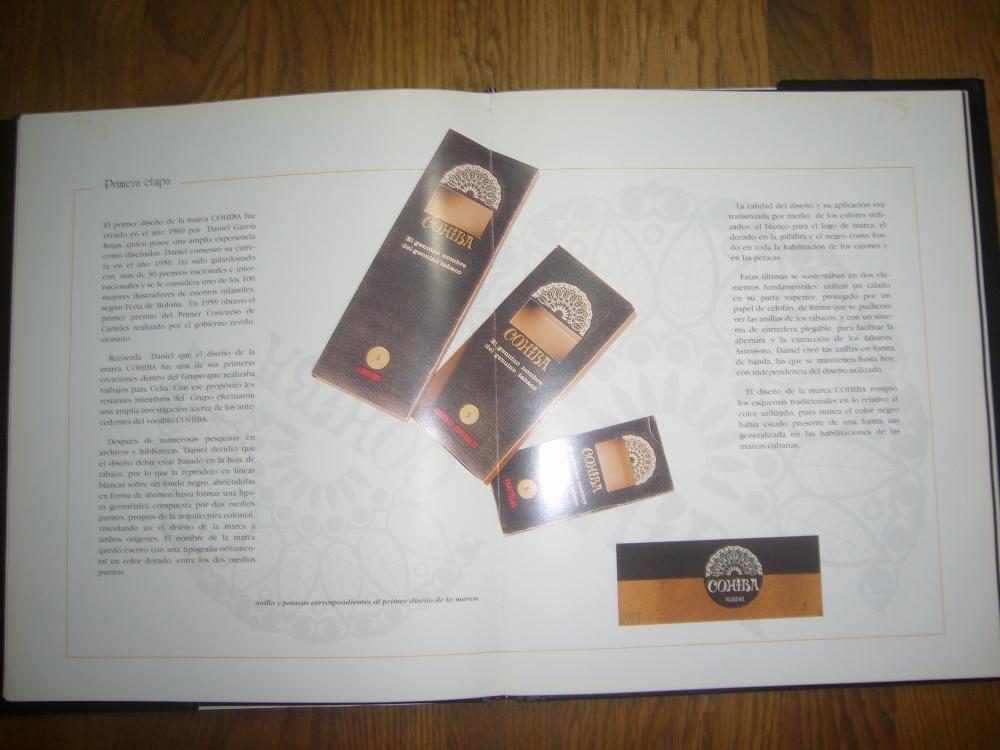 74
75
Primera etapa
El primer diseño de la marca COHIBA fue
creado en el año 1969 por Daniel García
Rojas, quien posee una amplia experiencia
como diseñador. Daniel comenzó su carre-
ra en el año 1950. Ha sido galardonado
con más de 30 premios nacionales e inter-
nacionales y se le considera uno de los 100
mejores ilustradores de cuentos infantiles,
según Feria de Boloña. En 1959 obtuvo el
primer premio del Primer Concurso de
Carteles realizado por el gobierno revolu-
cionario.
Recuerda Daniel que el diseño de la
marca COHIBA fue una de sus primeras
creaciones dentro del Grupo que realizaba
trabajos para Celia. Con ese propósito los
restantes miembros del Grupo efectuaron
una amplia investigación acerca de los ante-
cedentes del vocablo COHIBA.
Después de numerosas pesquisas en
archivos y bibliotecas, Daniel decidió que
el diseño debía estar basado en la hoja de
tabaco, por lo que la reprodujo en líneas
blancas sobre un fondo negro, abriéndolas
en forma de abanico hasta formar una figu-
ra geométrica compuesta por dos medios
puntos, propios de la arquitectura colonial,
vinculando así el diseño de la marca a
ambos orígenes. El nombre de la marca
quedó escrito con una tipografía ornamen-
tal en color dorado, entre los dos medios
puntos.
Anilla y petacas correspondientes al primer diseño de la marca.
COHIBA
El genuino nombre
del genuino tabaco
5
LANCEROS
COHIBA
El genuino nombre
del genuino tabaco
5
CORONAS ESPECIALES
COHIBA
El genuino nombre
del genuino tabaco
5
PANETELAS
La calidad del diseño y su aplicación era
transmitida por medio de los colores utili-
zados: el blanco para el logo de marca, el
dorado en la palabra y el negro como fon-
do en toda la habilitación de los cajones y
en las petacas.
Estas últimas se sustentaban en dos ele-
mentos fundamentales: utilizar un calado
en su parte superior, protegido por un
papel de celofán, de forma que se pudieran
ver las anillas de los tabacos, y con un siste-
ma de corredera plegable, para facilitar la
abertura y la extracción de los tabacos.
Asimismo, Daniel creó las anillas en forma
de banda, las que se mantienen hasta hoy,
con independencia del diseño utilizado.
El diseño de la marca COHIBA rompió
los esquemas tradicionales en lo relativo al
color utilizado, pues nunca el color negro
había estado presente de una forma tan
generalizada en las habilitaciones de las
marcas cubanas.
COHIBA